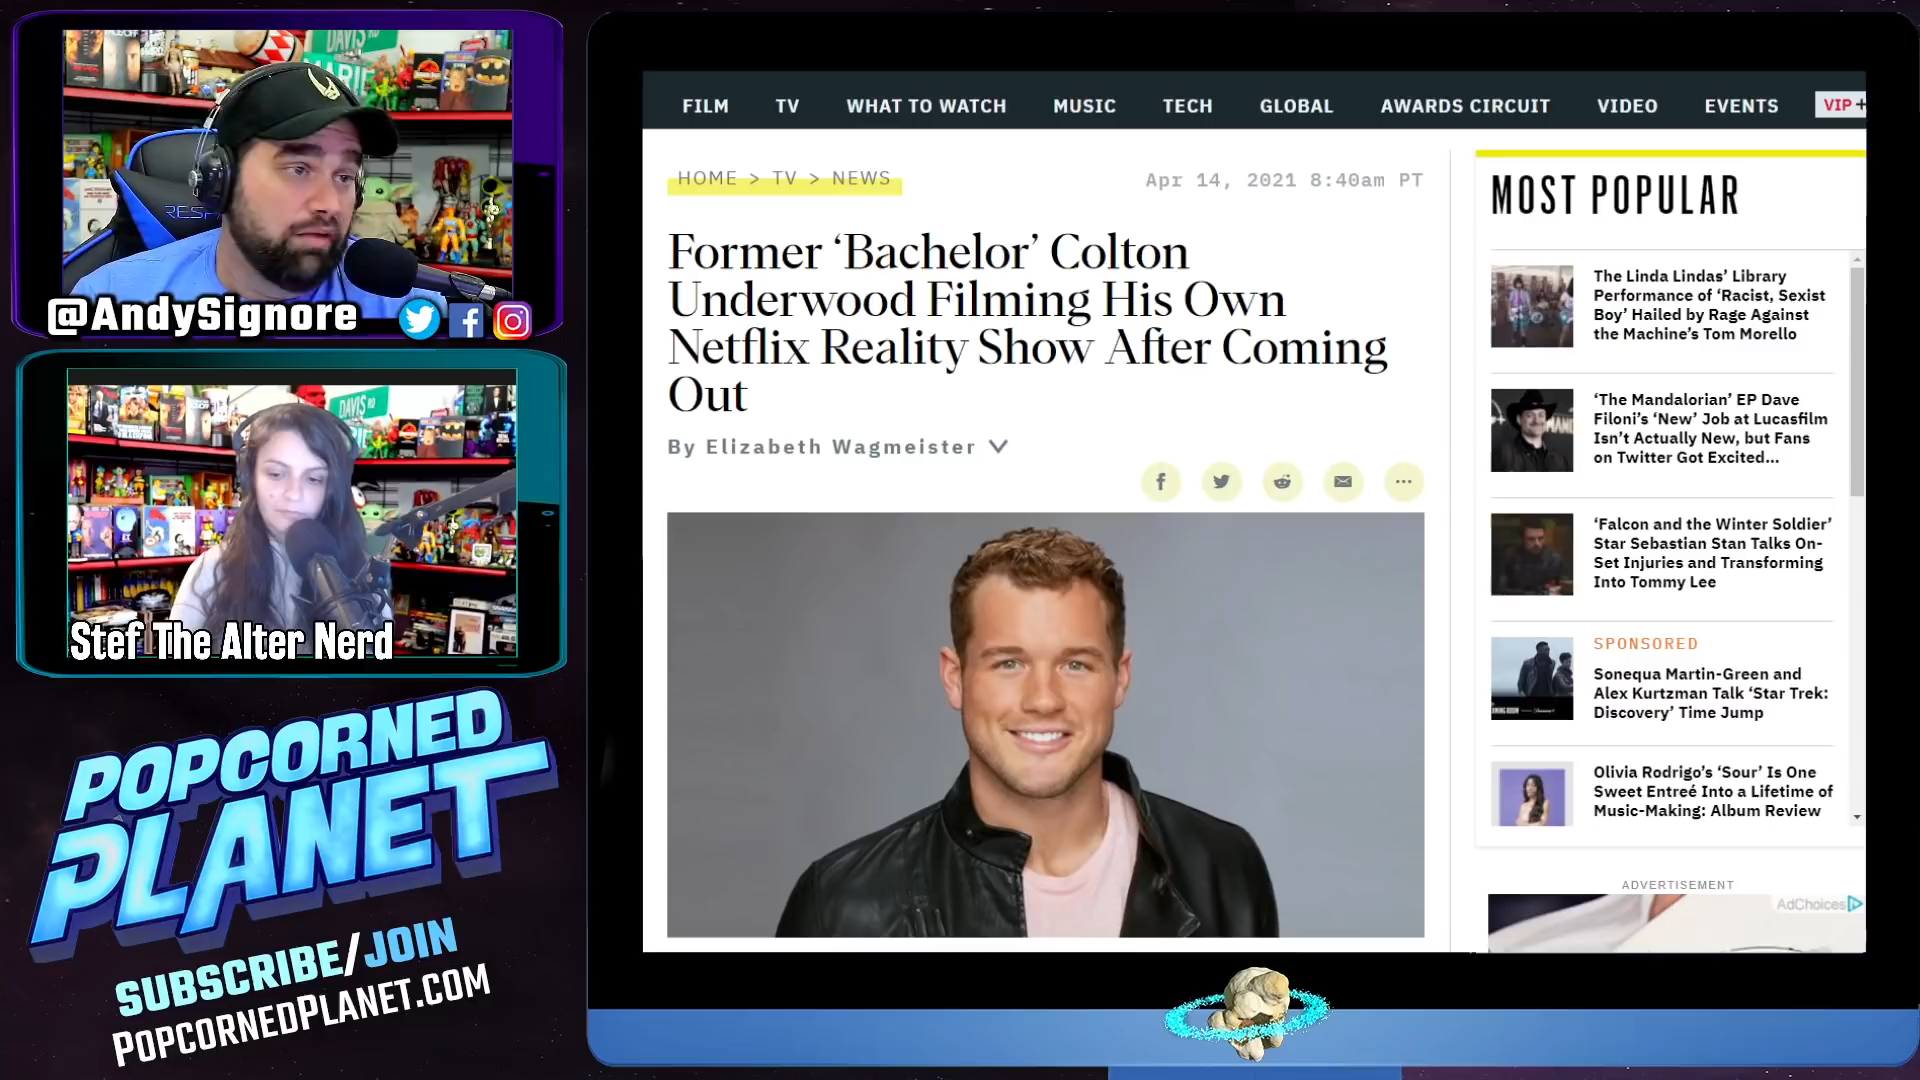 DAVIS RD
MARIE
RESP
@AndySignore
DAVIS RD
Stef The Alter Nerd
POPCORNED
PLANET
SUBSCRIBE/JOIN
POPCORNEDPLANET.COM
FILM TV WHAT TO WATCH MUSIC TECH GLOBAL AWARDS CIRCUIT VIDEO EVENTS VIP+
HOME > TV > NEWS
Apr 14, 2021 8:40am PT
Former ‘Bachelor’ Colton
Underwood Filming His Own
Netflix Reality Show After Coming
Out
By Elizabeth Wagmeister
MOST POPULAR
The Linda Lindas’ Library
Performance of ‘Racist, Sexist
Boy’ Hailed by Rage Against
the Machine’s Tom Morello
‘The Mandalorian’ EP Dave
Filoni’s ‘New’ Job at Lucasfilm
Isn’t Actually New, but Fans
on Twitter Got Excited…
‘Falcon and the Winter Soldier’
Star Sebastian Stan Talks On-
Set Injuries and Transforming
Into Tommy Lee
SPONSORED
Sonequa Martin-Green and
Alex Kurtzman Talk ‘Star Trek:
Discovery’ Time Jump
Olivia Rodrigo’s ‘Sour’ Is One
Sweet Entreé Into a Lifetime of
Music-Making: Album Review
ADVERTISEMENT
AdChoices